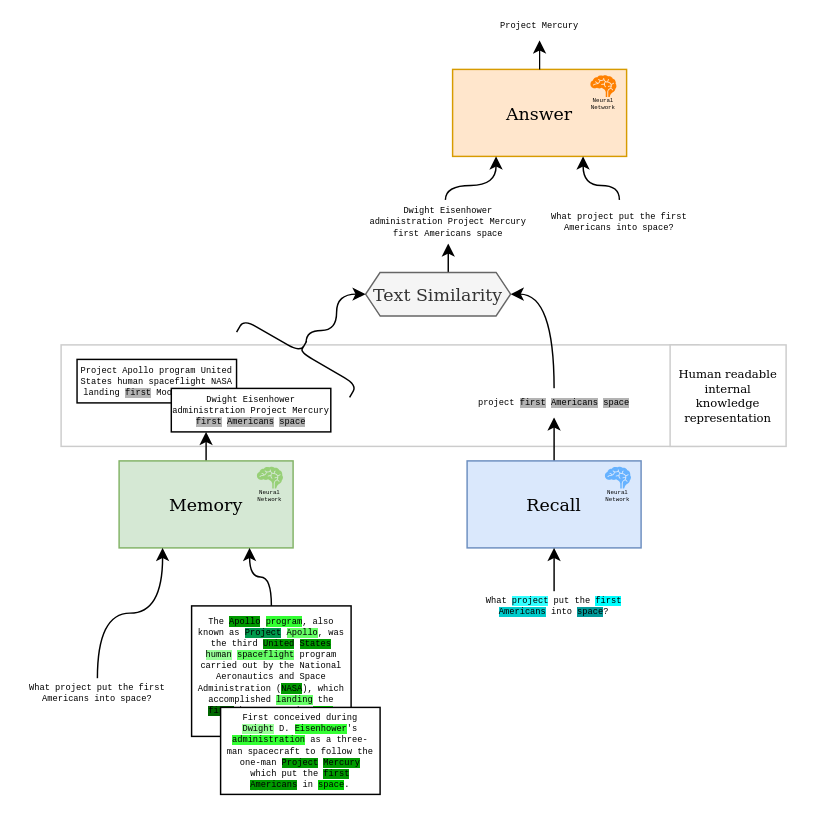 Project Mercury
Answer
Neural
Network
Dwight Eisenhower
administration Project Mercury
first Americans space
What project put the first
Americans into space?
Text Similarity
Project Apollo program United
States human spaceflight NASA
landing first
Dwight Eisenhower
administration Project Mercury
first Americans space
project first Americans space
Human readable
internal
knowledge
representation
Memory
Neural
Network
Recall
Neural
Network
What project put the first
Americans into space?
What project put the first
Americans into space?
The Apollo program, also
known as Project Apollo, was
the third United States
human spaceflight program
carried out by the National
Aeronautics and Space
Administration (NASA), which
accomplished landing the
First conceived during
Dwight D. Eisenhower's
administration as a three-
man spacecraft to follow the
one-man Project Mercury
which put the first
Americans in space.